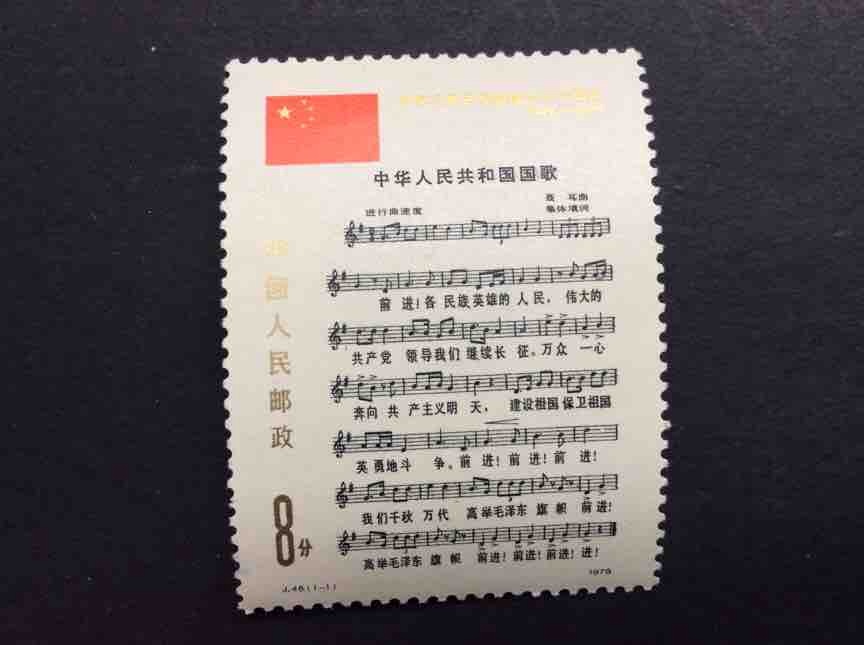 中华人民共和国国歌
聂耳曲
进行曲速度
集体填词
前进!各民族英雄的人民,伟大的
共产党 领导我们继续长征。万众一心
奔向共产主义明天, 建设祖国保卫祖国
英勇地斗争。前进!前进!前进!
我们千秋万代 高举毛泽东旗帜 前进!
高举毛泽东旗帜 前进!前进!前进!进!
国人民邮政
8分
J.46(1-1)
1979